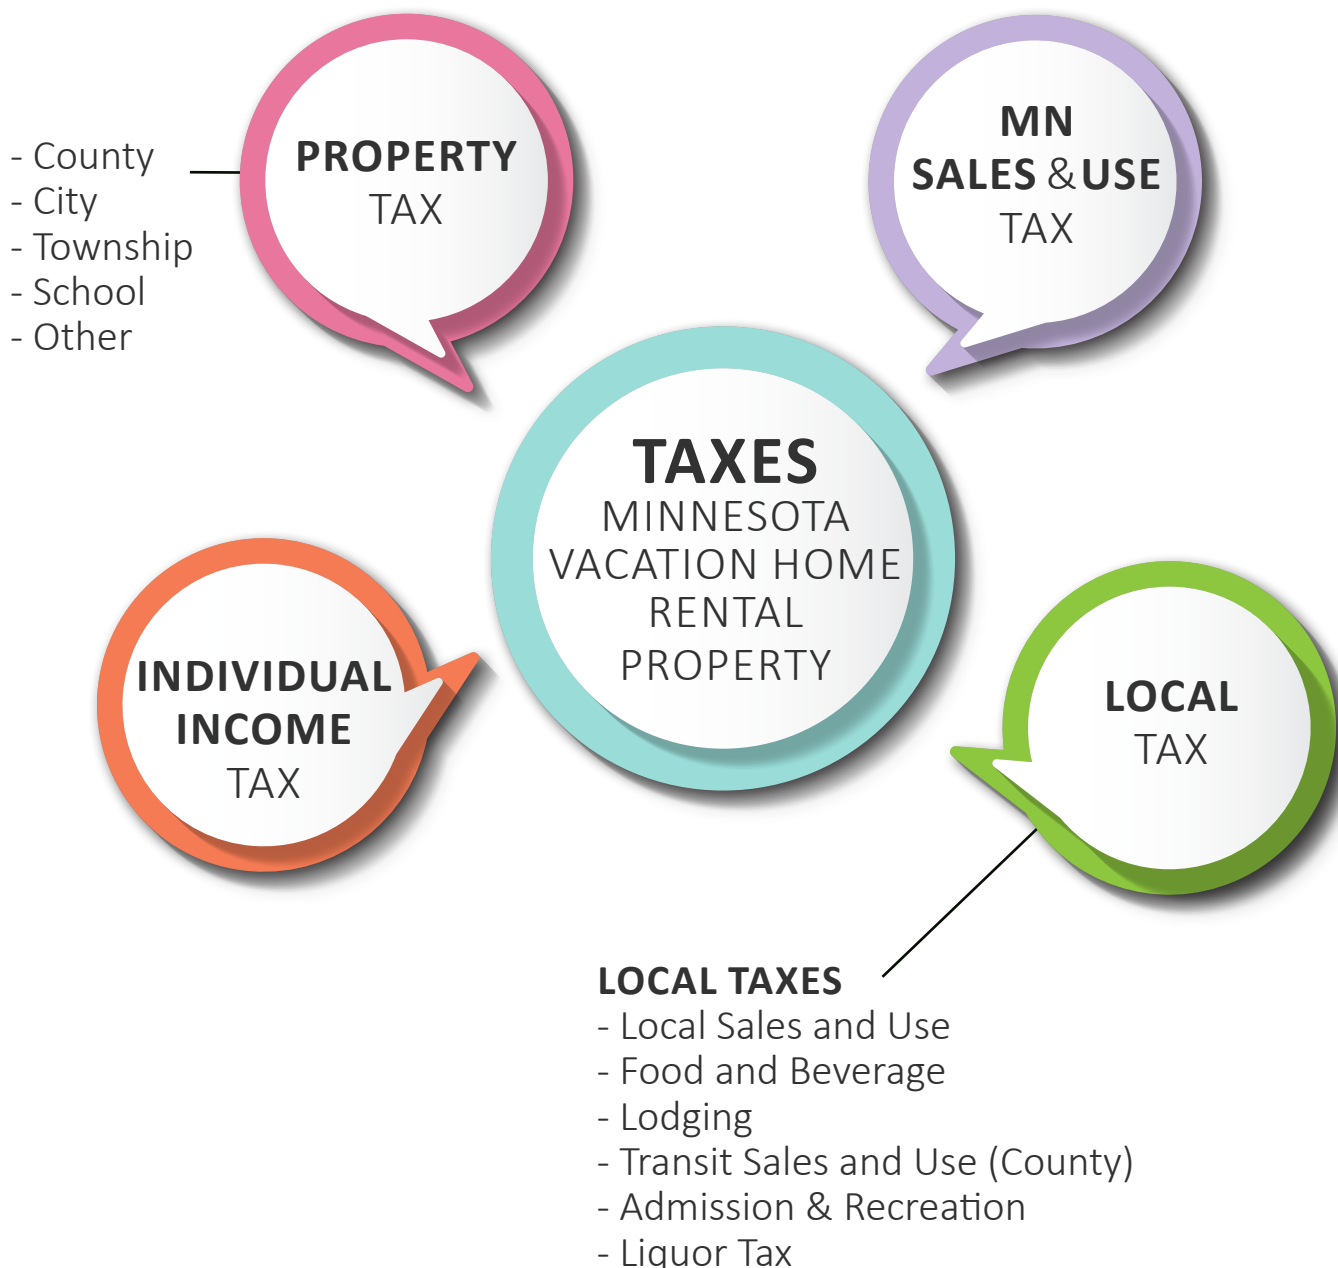 - County
- City
- Township
- School
- Other
PROPERTY
TAX
MN
SALES & USE
TAX
TAXES
MINNESOTA
VACATION HOME
RENTAL
PROPERTY
INDIVIDUAL
INCOME
TAX
LOCAL
TAX
LOCAL TAXES
- Local Sales and Use
- Food and Beverage
- Lodging
- Transit Sales and Use (County)
- Admission & Recreation
- Liquor Tax